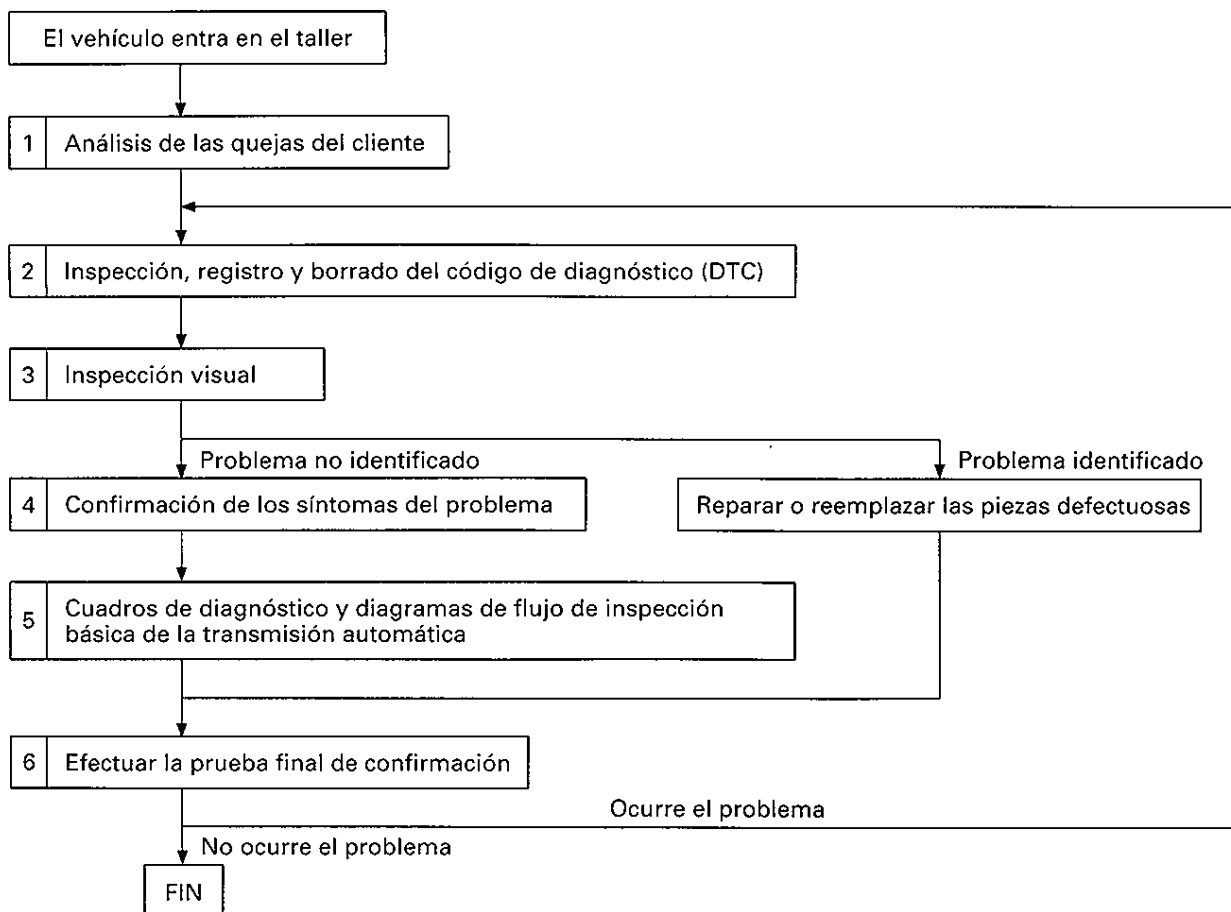 El vehículo entra en el taller
1 Análisis de las quejas del cliente
2 Inspección, registro y borrado del código de diagnóstico (DTC)
3 Inspección visual
Problema no identificado
Problema identificado
4 Confirmación de los síntomas del problema
Reparar o reemplazar las piezas defectuosas
5 Cuadros de diagnóstico y diagramas de flujo de inspección
básica de la transmisión automática
6 Efectuar la prueba final de confirmación
Ocurre el problema
No ocurre el problema
FIN